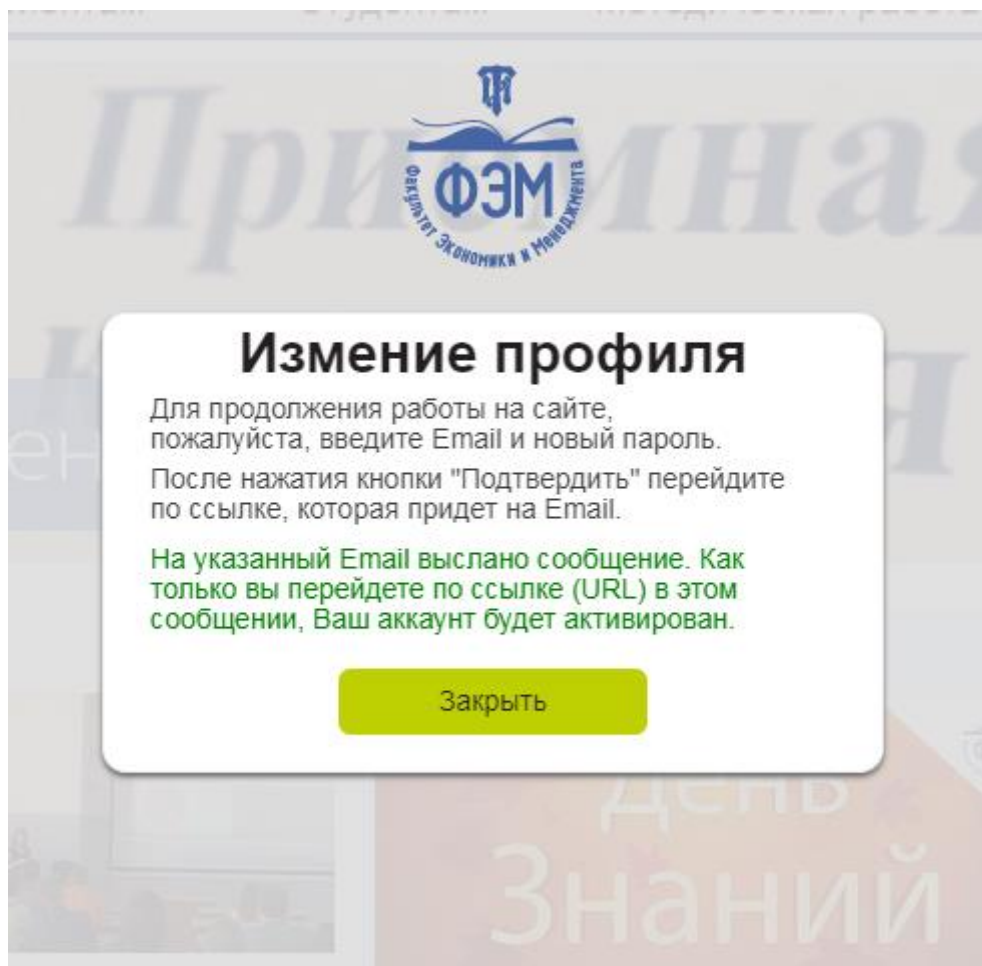 Приемная
ФЭМ
Факультет Экономики и Менеджмента
Измение профиля
Для продолжения работы на сайте,
пожалуйста, введите Email и новый пароль.
После нажатия кнопки "Подтвердить" перейдите
по ссылке, которая придет на Email.
На указанный Email выслано сообщение. Как
только вы перейдете по ссылке (URL) в этом
сообщении, Ваш аккаунт будет активирован.
Закрыть
День
Знаний